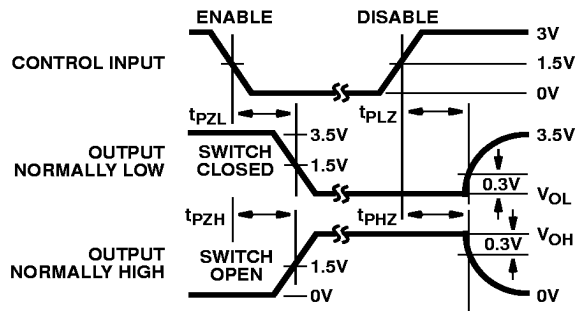 ENABLE DISABLE
3V
CONTROL INPUT 1.5V
0V
tPZL tPLZ
3.5V 3.5V
OUTPUT NORMALLY LOW
SWITCH CLOSED
1.5V
0.3V
VOL
tPZH tPHZ
VOH
0.3V
OUTPUT NORMALLY HIGH
SWITCH OPEN
1.5V
0V 0V